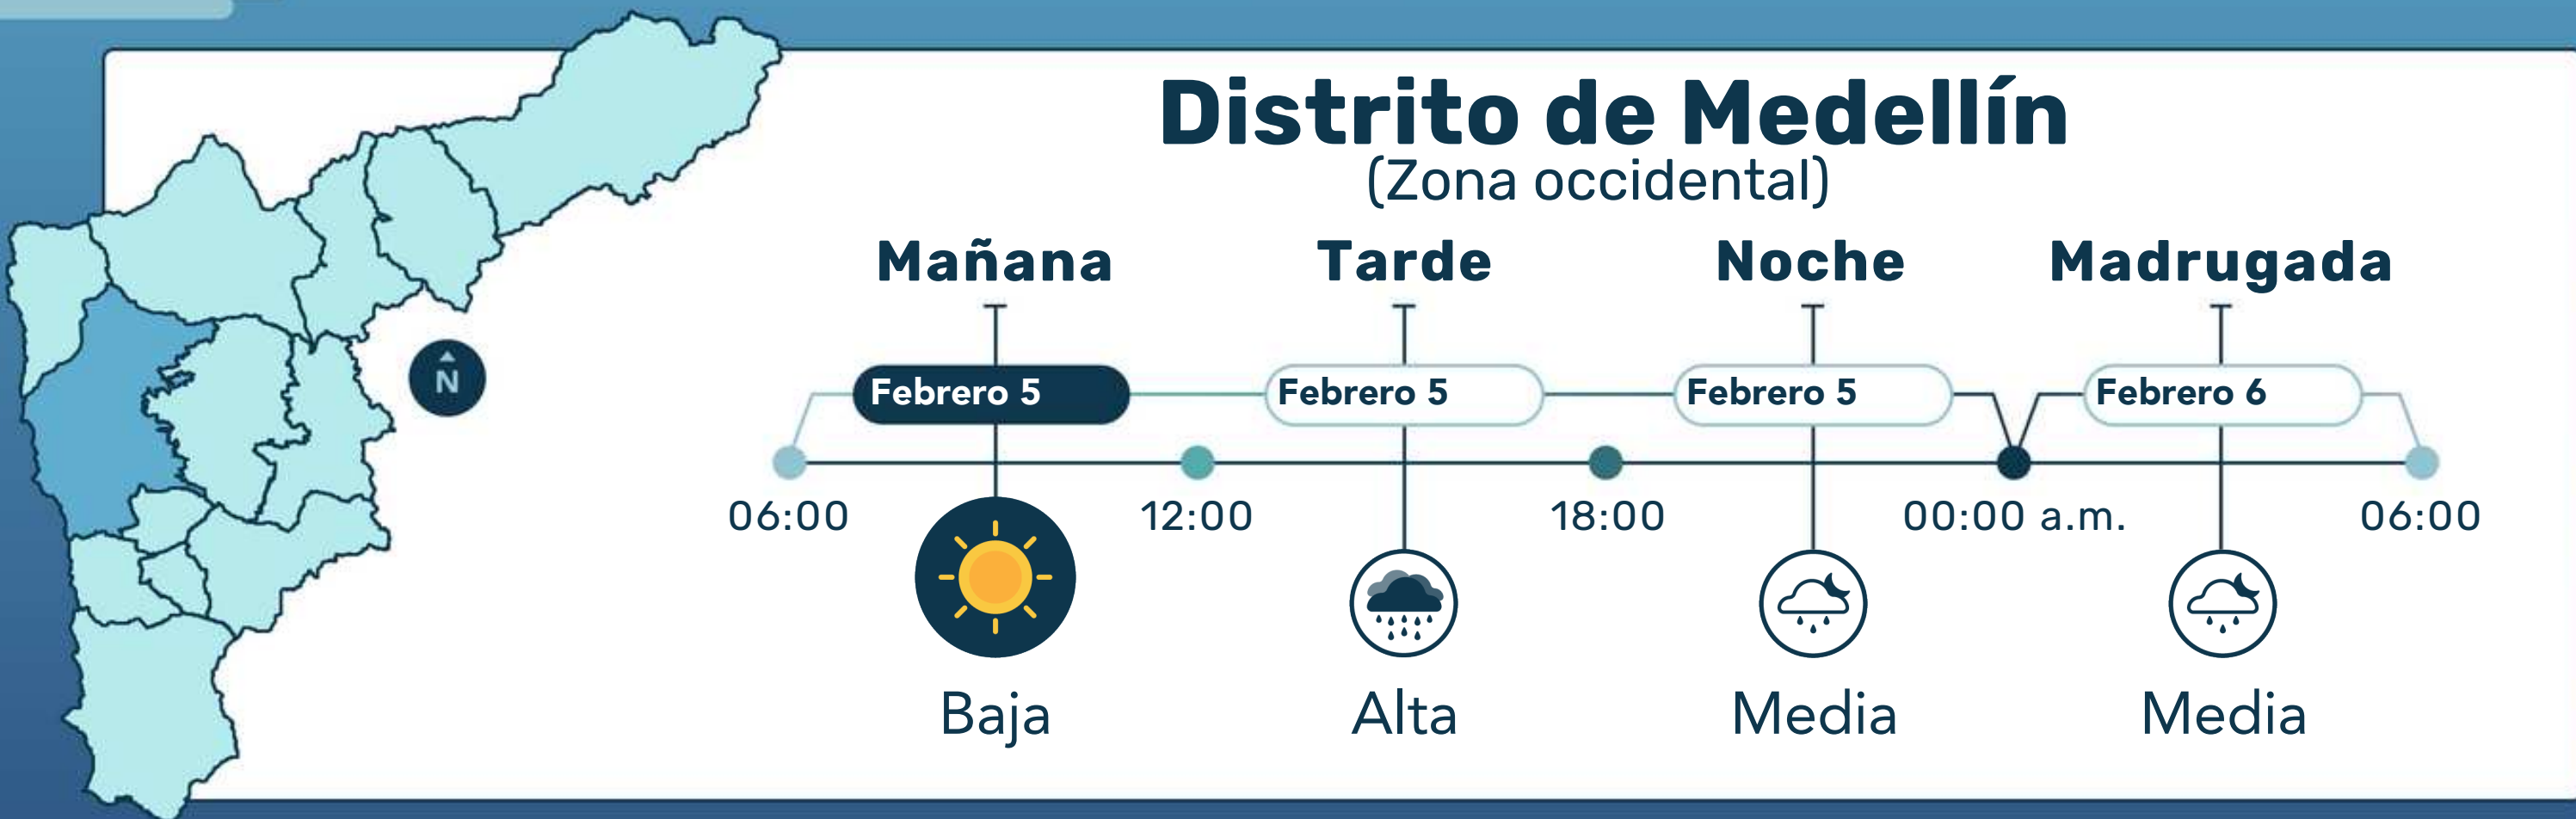 Distrito de Medellín
(Zona occidental)
Mañana Tarde Noche Madrugada
Febrero 5 Febrero 5 Febrero 5 Febrero 6
N
06:00 12:00 18:00 00:00 a.m. 06:00
Baja Alta Media Media